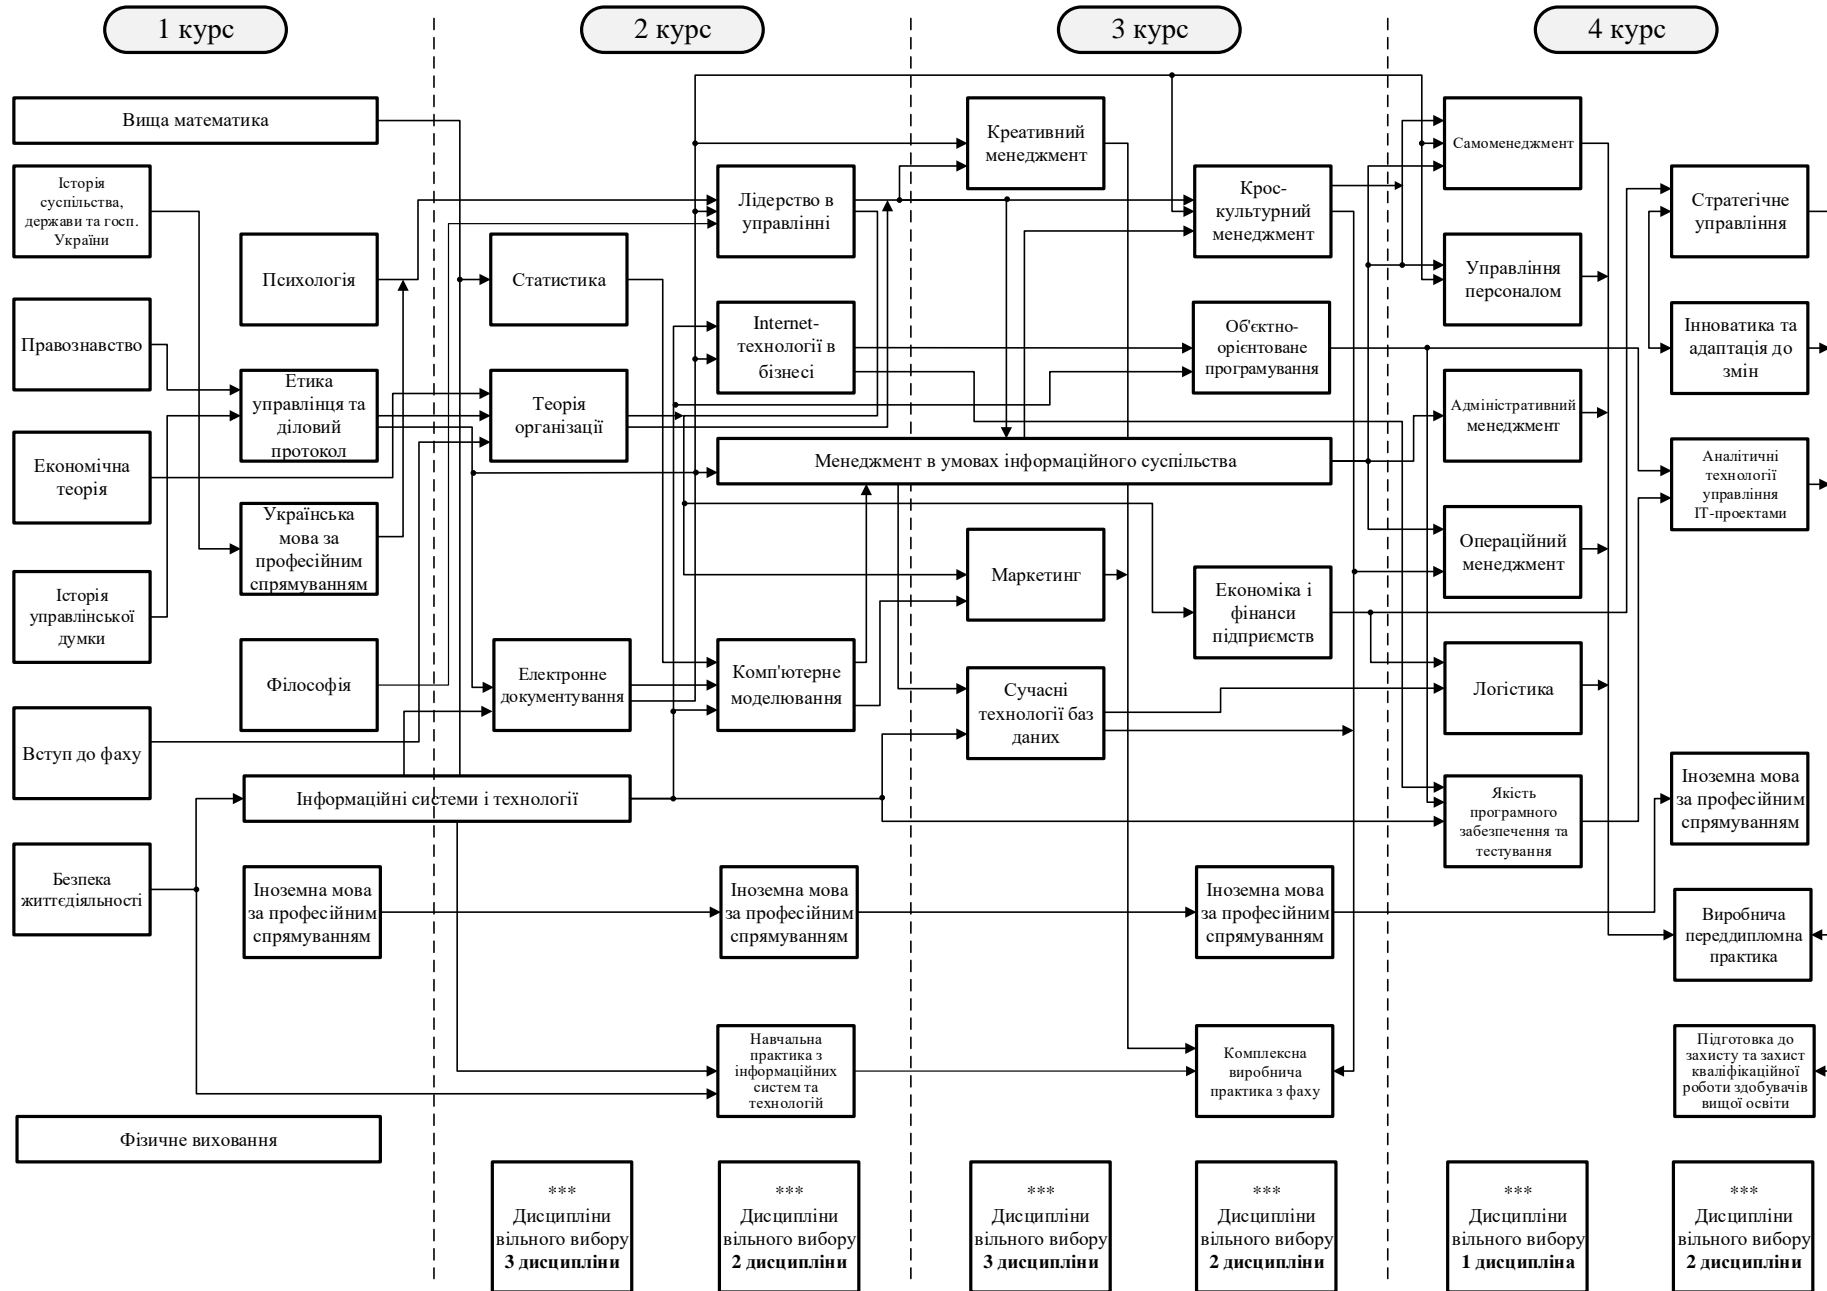 1 курс
2 курс
3 курс
4 курс
Вища математика
Історія
суспільства,
держави та госп.
України
Правознавство
Економічна
теорія
Історія
управлінської
думки
Вступ до фаху
Безпека
життєдіяльності
Фізичне виховання
Психологія
Етика
управлінця та
діловий
протокол
Українська
мова за
професійним
спрямуванням
Філософія
Інформаційні системи і технології
Іноземна мова
за професійним
спрямуванням
Статистика
Теорія
організації
Електронне
документування
***
Дисципліни
вільного вибору
3 дисципліни
Лідерство в
управлінні
Internet-
технології в
бізнесі
Менеджмент в умовах інформаційного суспільства
Комп'ютерне
моделювання
Іноземна мова
за професійним
спрямуванням
Навчальна
практика з
інформаційних
систем та
технологій
***
Дисципліни
вільного вибору
2 дисципліни
Креативний
менеджмент
Маркетинг
Сучасні
технології баз
даних
***
Дисципліни
вільного вибору
3 дисципліни
Крос-
культурний
менеджмент
Об'єктно-
орієнтоване
програмування
Економіка і
фінанси
підприємств
Іноземна мова
за професійним
спрямуванням
Комплексна
виробнича
практика з фаху
***
Дисципліни
вільного вибору
2 дисципліни
Самоменеджмент
Управління
персоналом
Адміністративний
менеджмент
Операційний
менеджмент
Логістика
Якість
програмного
забезпечення та
тестування
***
Дисципліни
вільного вибору
1 дисципліна
Стратегічне
управління
Інноватика та
адаптація до
змін
Аналітичні
технології
управління
ІТ-проектами
Іноземна мова
за професійним
спрямуванням
Виробнича
переддипломна
практика
Підготовка до
захисту та захист
кваліфікаційної
роботи здобувачів
вищої освіти
***
Дисципліни
вільного вибору
2 дисципліни